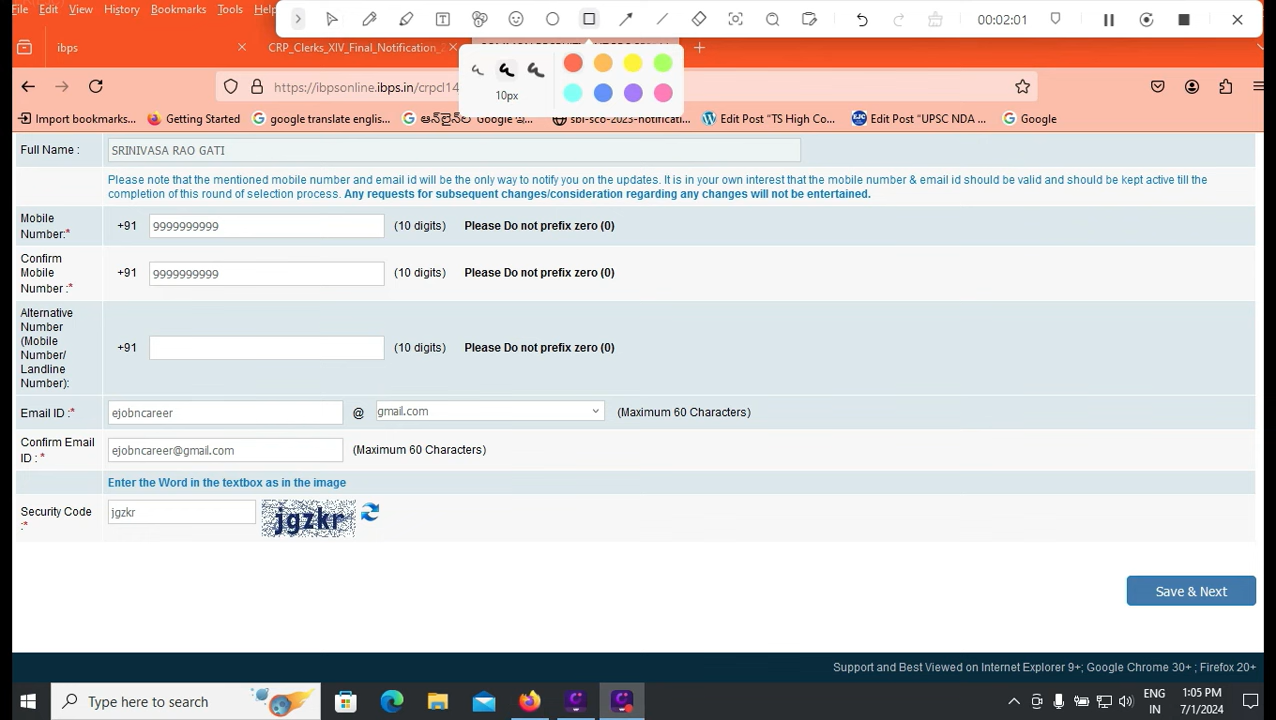 File Edit View History Bookmarks Tools
00:02:01
ibps CRP_Clerks_XIV_Final_Notification_
10px
https://ibpsonline.ibps.in/crpcl14
Import bookmarks... Getting Started google translate englis... ఆన్‌లైన్‌లో Google ఇ... sbi-sco-2023-notificati... Edit Post "TS High Co... Edit Post "UPSC NDA ... Google
Full Name : SRINIVASA RAO GATI
Please note that the mentioned mobile number and email id will be the only way to notify you on the updates. It is in your own interest that the mobile number & email id should be valid and should be kept active till the
completion of this round of selection process. Any requests for subsequent changes/consideration regarding any changes will not be entertained.
Mobile
Number:* +91 9999999999 (10 digits) Please Do not prefix zero (0)
Confirm
Mobile
Number :* +91 9999999999 (10 digits) Please Do not prefix zero (0)
Alternative
Number
(Mobile
Number/
Landline
Number): +91 (10 digits) Please Do not prefix zero (0)
Email ID :* ejobncareer @ gmail.com (Maximum 60 Characters)
Confirm Email
ID : * ejobncareer@gmail.com (Maximum 60 Characters)
Enter the Word in the textbox as in the image
Security Code
:* jgzkr jgzkr
Save & Next
Support and Best Viewed on Internet Explorer 9+; Google Chrome 30+ ; Firefox 20+
Type here to search
ENG
IN
1:05 PM
7/1/2024